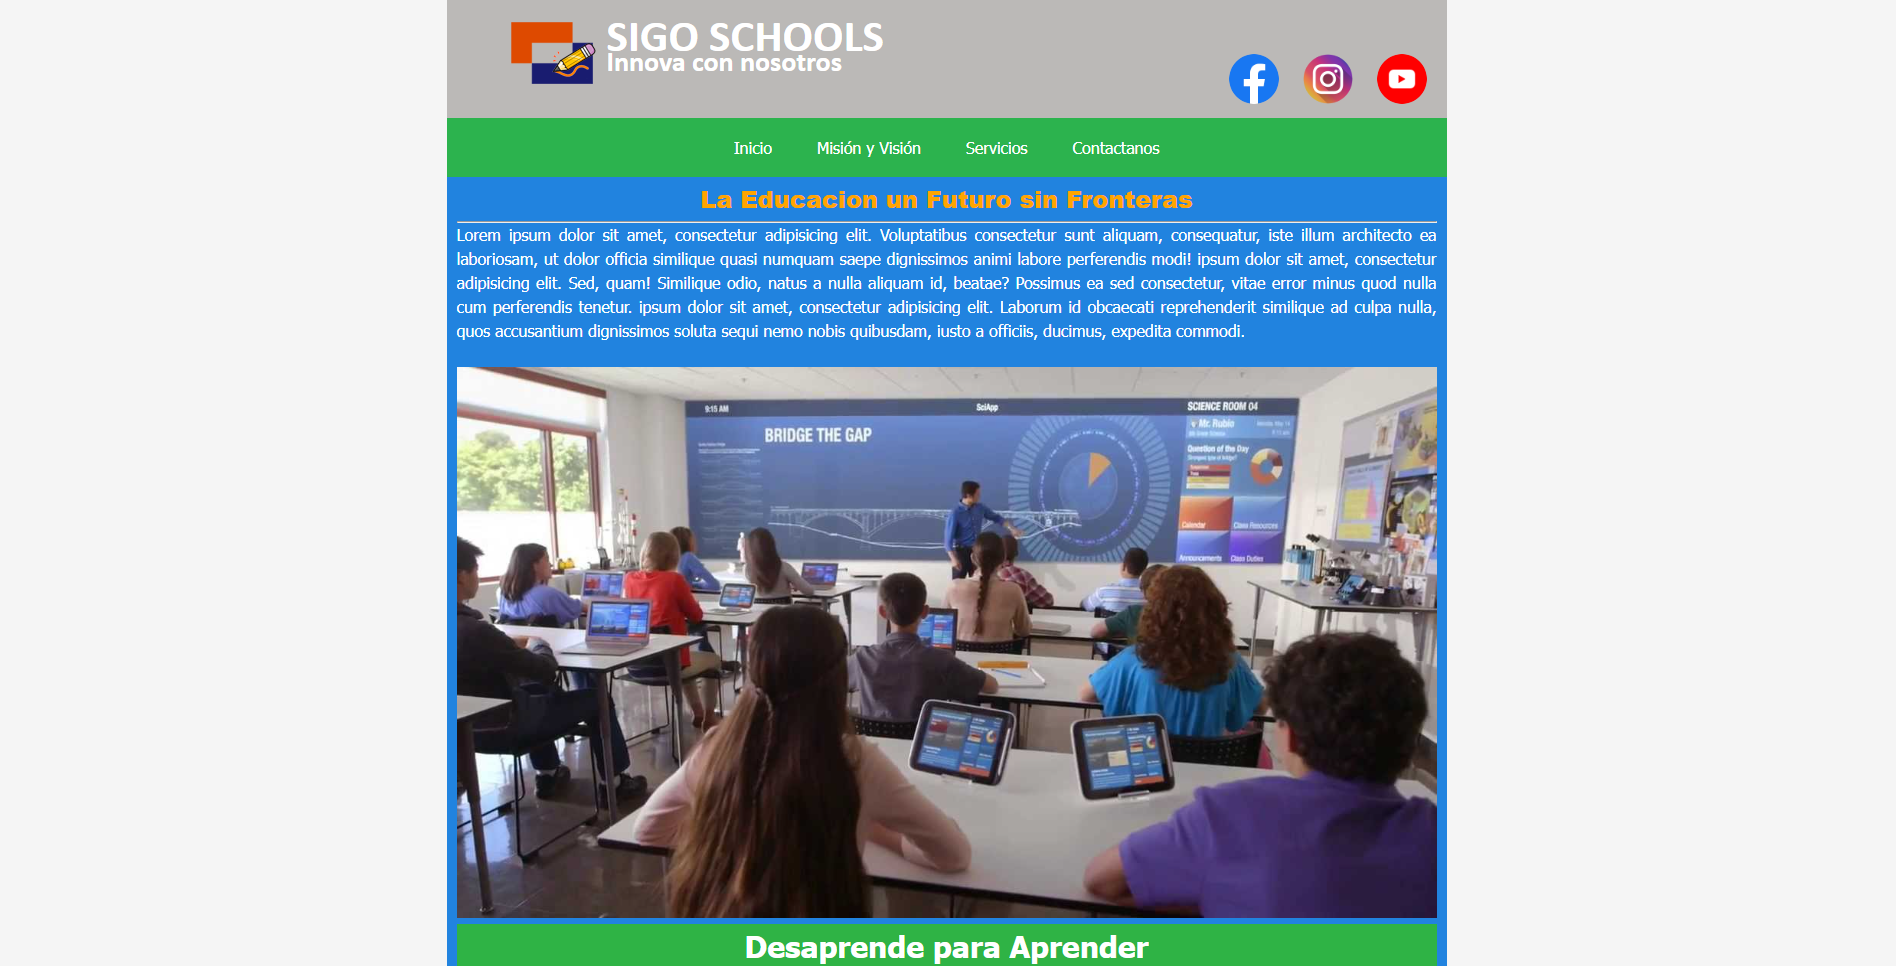 SIGO SCHOOLS
Innova con nosotros
Inicio Misión y Visión Servicios Contactanos
La Educacion un Futuro sin Fronteras
Lorem ipsum dolor sit amet, consectetur adipisicing elit. Voluptatibus consectetur sunt aliquam, consequatur, iste illum architecto ea
laboriosam, ut dolor officia similique quasi numquam saepe dignissimos animi labore perferendis modi! ipsum dolor sit amet, consectetur
adipisicing elit. Sed, quam! Similique odio, natus a nulla aliquam id, beatae? Possimus ea sed consectetur, vitae error minus quod nulla
cum perferendis tenetur. ipsum dolor sit amet, consectetur adipisicing elit. Laborum id obcaecati reprehenderit similique ad culpa nulla,
quos accusantium dignissimos soluta sequi nemo nobis quibusdam, iusto a officiis, ducimus, expedita commodi.
9:15 AM SciApp SCIENCE ROOM 04
BRIDGE THE GAP
Mr. Rubio
Question of the Day
Calendar Class Resources
Announcements Class Duties
Desaprende para Aprender